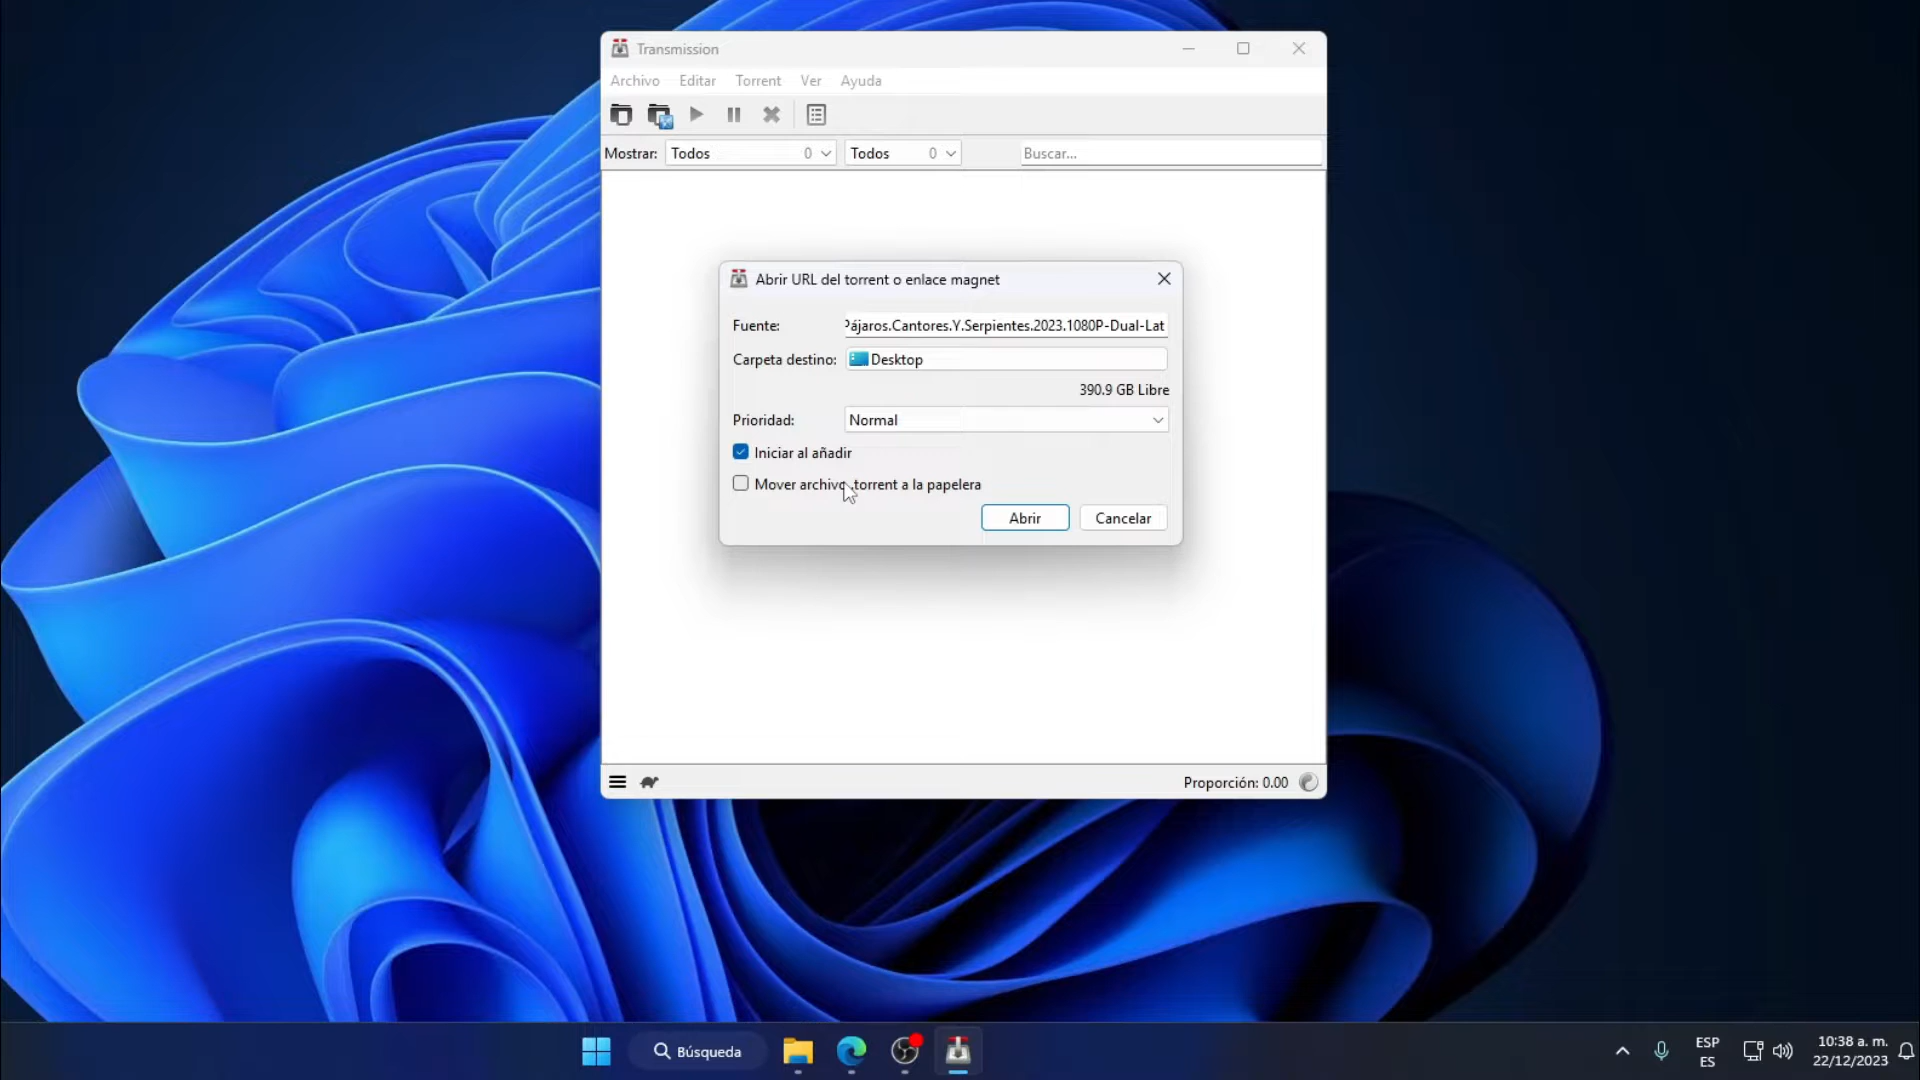 Transmission
Archivo Editar Torrent Ver Ayuda
Mostrar: Todos 0 Todos 0 Buscar...
Abrir URL del torrent o enlace magnet
Fuente: Pájaros.Cantores.Y.Serpientes.2023.1080P-Dual-Lat
Carpeta destino: Desktop
390.9 GB Libre
Prioridad: Normal
Iniciar al añadir
Mover archivo .torrent a la papelera
Abrir Cancelar
Proporción: 0.00
Búsqueda
ESP
ES
10:38 a. m.
22/12/2023